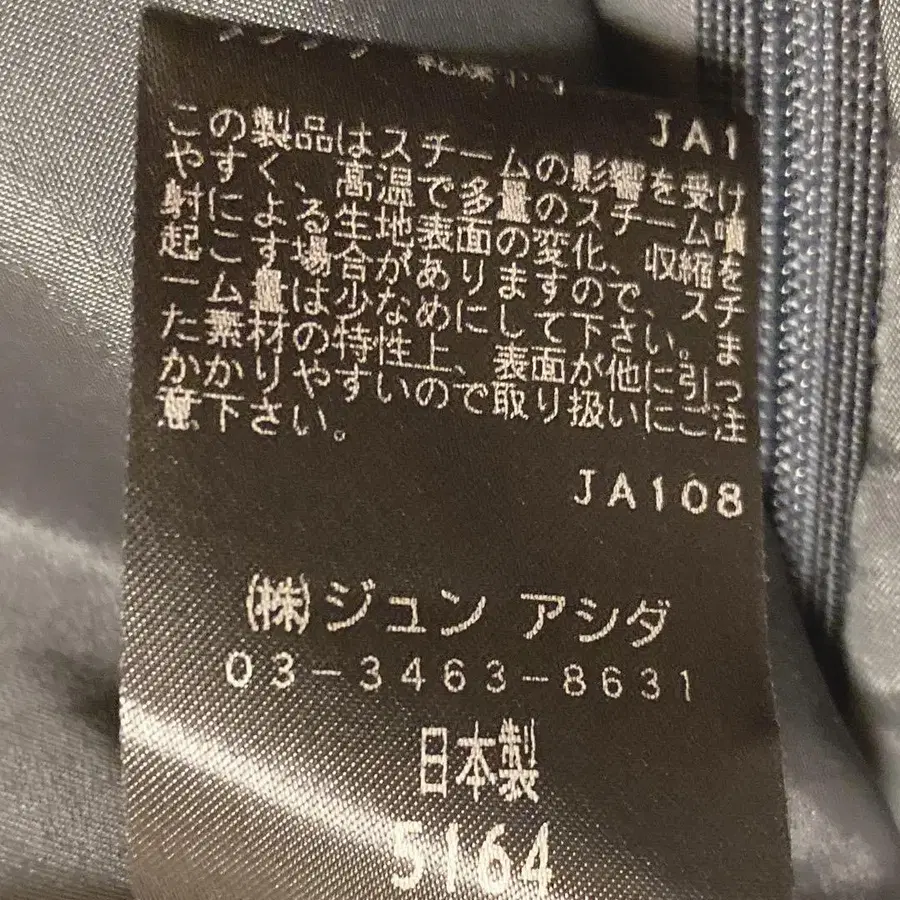 JA1
この製品はスチームの影響を受け
やすく、高温で多量のスチーム噴
射による生地表面の変化、収縮を
起こす場合がありますので、スチ
ーム量は少なめにして下さい。ま
た素材の特性上、表面が他に引っ
かかりやすいので取り扱いにご注
意下さい。
JA108
(株)ジュン アシダ
03-3463-8631
日本製
5164